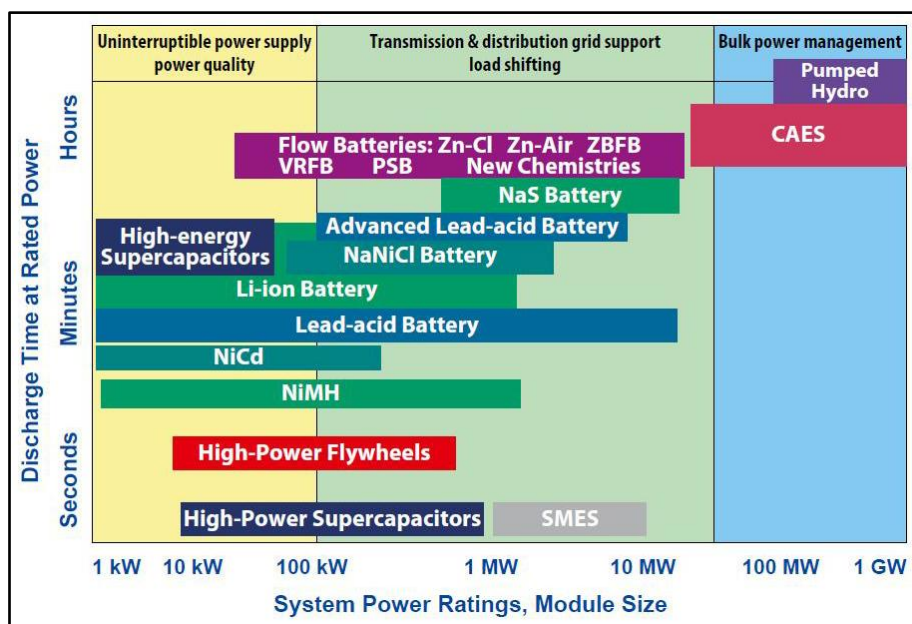 Uninterruptible power supply
power quality
Transmission & distribution grid support
load shifting
Bulk power management
Pumped
Hydro
CAES
Flow Batteries: Zn-Cl Zn-Air ZBFB
VRFB PSB New Chemistries
NaS Battery
Advanced Lead-acid Battery
High-energy
Supercapacitors
NaNiCl Battery
Li-ion Battery
Lead-acid Battery
NiCd
NiMH
High-Power Flywheels
High-Power Supercapacitors
SMES
Discharge Time at Rated Power
Hours
Minutes
Seconds
1 kW 10 kW 100 kW 1 MW 10 MW 100 MW 1 GW
System Power Ratings, Module Size